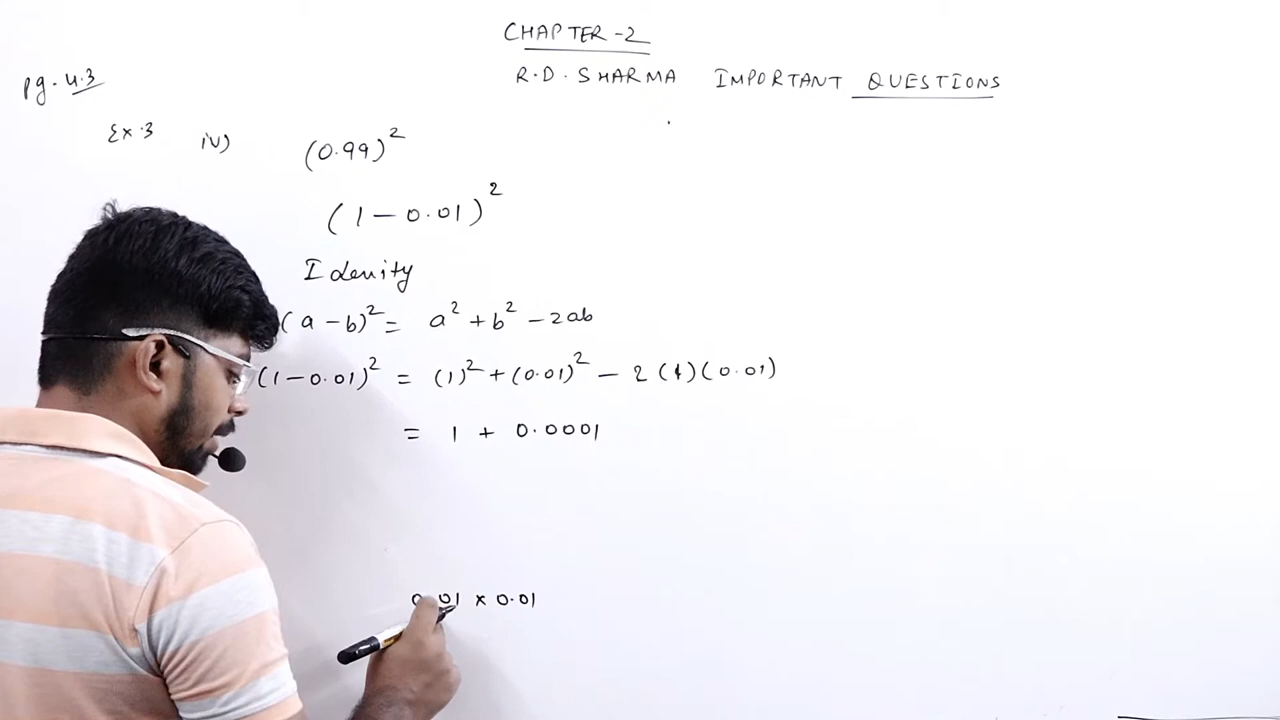 CHAPTER-2
R.D. SHARMA IMPORTANT QUESTIONS
pg. 4.3
Ex.3 iv) (0.99)²
(1 - 0.01)²
Idenity
(a - b)² = a² + b² - 2ab
(1 - 0.01)² = (1)² + (0.01)² - 2(1)(0.01)
= 1 + 0.0001
0.01 × 0.01